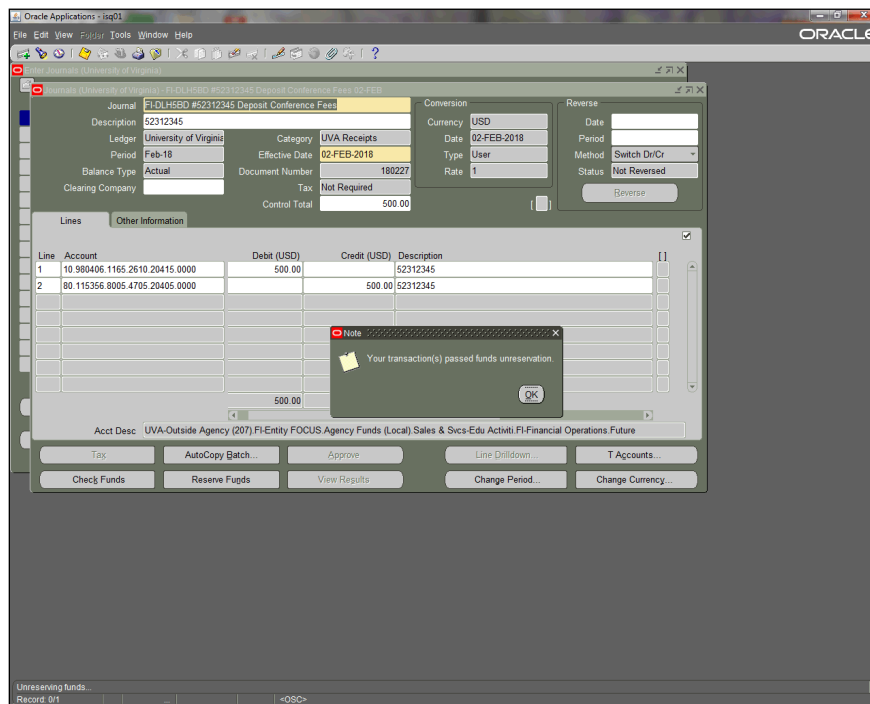 Oracle Applications - isq01
File Edit View Folder Tools Window Help
ORACLE
Enter Journals (University of Virginia)
Journals (University of Virginia) - FI-DLH5BD #52312345 Deposit Conference Fees 02-FEB
Journal FI-DLH5BD #52312345 Deposit Conference Fees
Description 52312345
Ledger University of Virginia Category UVA Receipts
Period Feb-18 Effective Date 02-FEB-2018
Balance Type Actual Document Number 180227
Clearing Company Tax Not Required
Control Total 500.00
Conversion
Currency USD
Date 02-FEB-2018
Type User
Rate 1
Reverse
Date
Period
Method Switch Dr/Cr
Status Not Reversed
Reverse
[ ]
Lines Other Information
Line Account Debit (USD) Credit (USD) Description [ ]
1 10.980406.1165.2610.20415.0000 500.00 52312345
2 80.115356.8005.4705.20405.0000 500.00 52312345
500.00
Note
Your transaction(s) passed funds unreservation.
OK
Acct Desc UVA-Outside Agency (207).FI-Entity FOCUS.Agency Funds (Local).Sales & Svcs-Edu Activiti.FI-Financial Operations.Future
Tax AutoCopy Batch... Approve Line Drilldown... T Accounts...
Check Funds Reserve Funds View Results Change Period... Change Currency...
Unreserving funds...
Record: 0/1 ... <OSC>